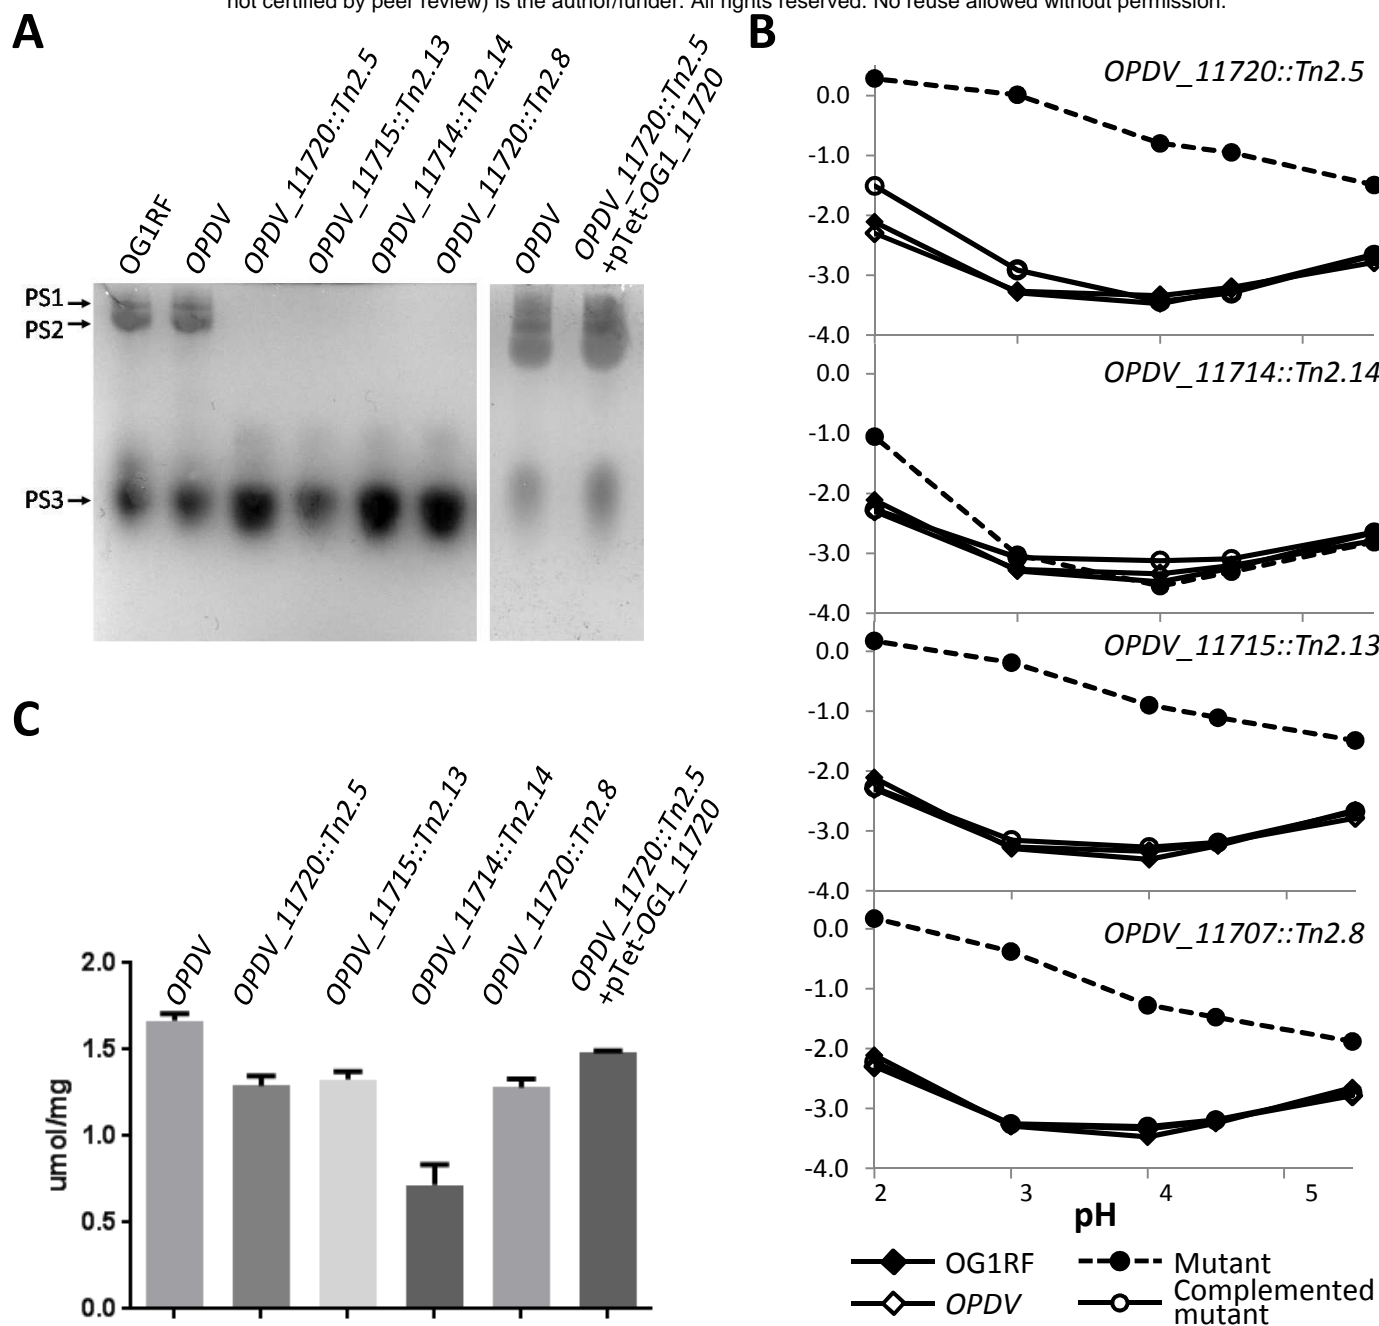 not certified by peer review) is the author/funder. All rights reserved. No reuse allowed without permission.
A
OG1RF
OPDV
OPDV_11720::Tn2.5
OPDV_11715::Tn2.13
OPDV_11714::Tn2.14
OPDV_11720::Tn2.8
OPDV
OPDV_11720::Tn2.5
+pTet-OG1_11720
PS1
PS2
PS3
B
OPDV_11720::Tn2.5
0.0
-1.0
-2.0
-3.0
-4.0
OPDV_11714::Tn2.14
0.0
-1.0
-2.0
-3.0
-4.0
OPDV_11715::Tn2.13
0.0
-1.0
-2.0
-3.0
-4.0
OPDV_11707::Tn2.8
0.0
-1.0
-2.0
-3.0
-4.0
2 3 4 5
pH
OG1RF
Mutant
OPDV
Complemented
mutant
C
OPDV
OPDV_11720::Tn2.5
OPDV_11715::Tn2.13
OPDV_11714::Tn2.14
OPDV_11720::Tn2.8
OPDV_11720::Tn2.5
+pTet-OG1_11720
umol/mg
2.0
1.5
1.0
0.5
0.0